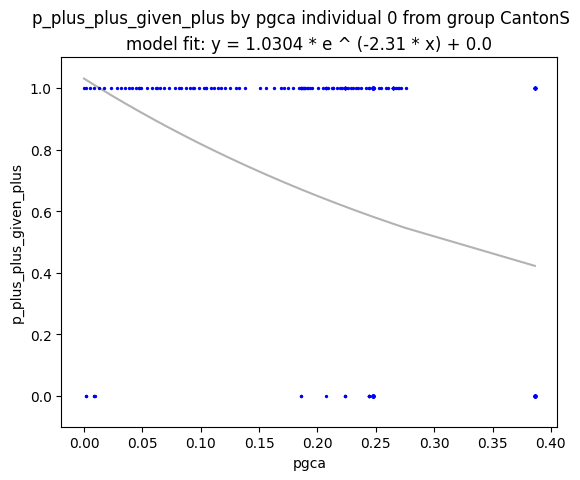 p_plus_plus_given_plus by pgca individual 0 from group CantonS
model fit: y = 1.0304 * e ^ (-2.31 * x) + 0.0
1.0
0.8
0.6
0.4
0.2
0.0
p_plus_plus_given_plus
0.00 0.05 0.10 0.15 0.20 0.25 0.30 0.35 0.40
pgca